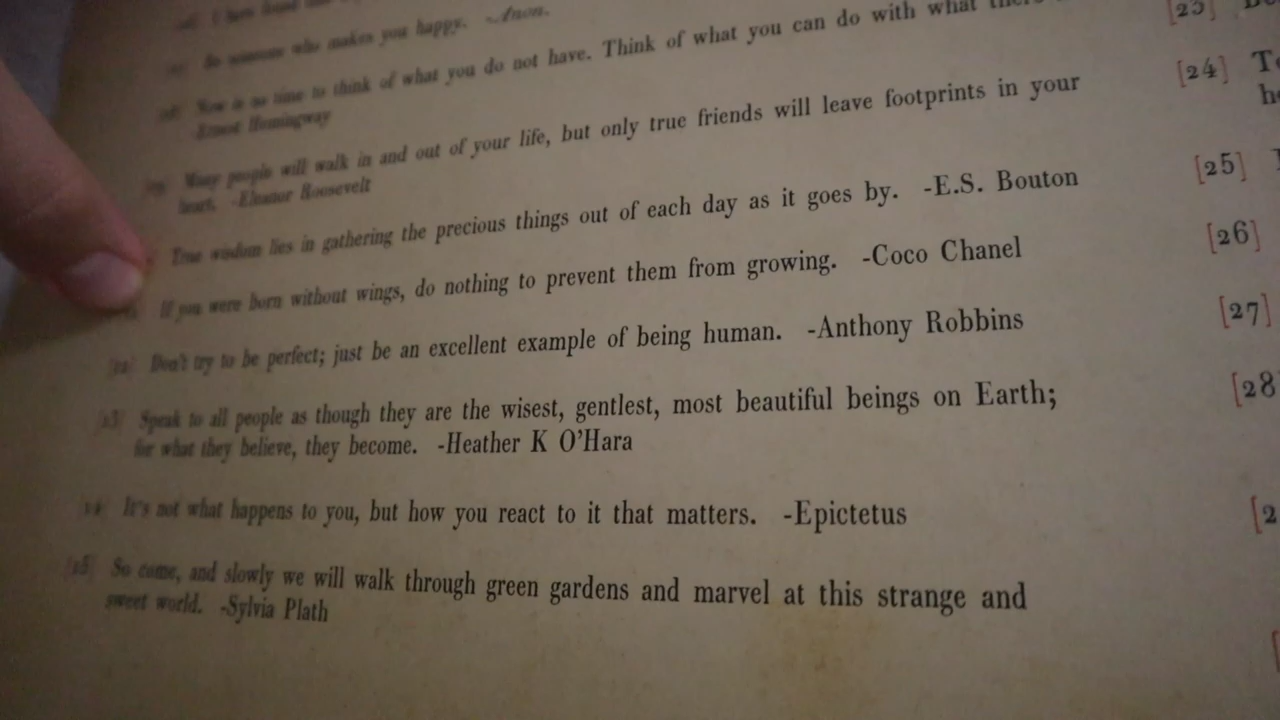 who makes you happy. -Anon.
Now is no time to think of what you do not have. Think of what you can do with what
Ernest Hemingway
Many people will walk in and out of your life, but only true friends will leave footprints in your
heart. -Eleanor Roosevelt
True wisdom lies in gathering the precious things out of each day as it goes by. -E.S. Bouton
If you were born without wings, do nothing to prevent them from growing. -Coco Chanel
[12] Don't try to be perfect; just be an excellent example of being human. -Anthony Robbins
[13] Speak to all people as though they are the wisest, gentlest, most beautiful beings on Earth;
for what they believe, they become. -Heather K O'Hara
14 It's not what happens to you, but how you react to it that matters. -Epictetus
[15] So come, and slowly we will walk through green gardens and marvel at this strange and
sweet world. -Sylvia Plath
[23]
[24]
[25]
[26]
[27]
[28